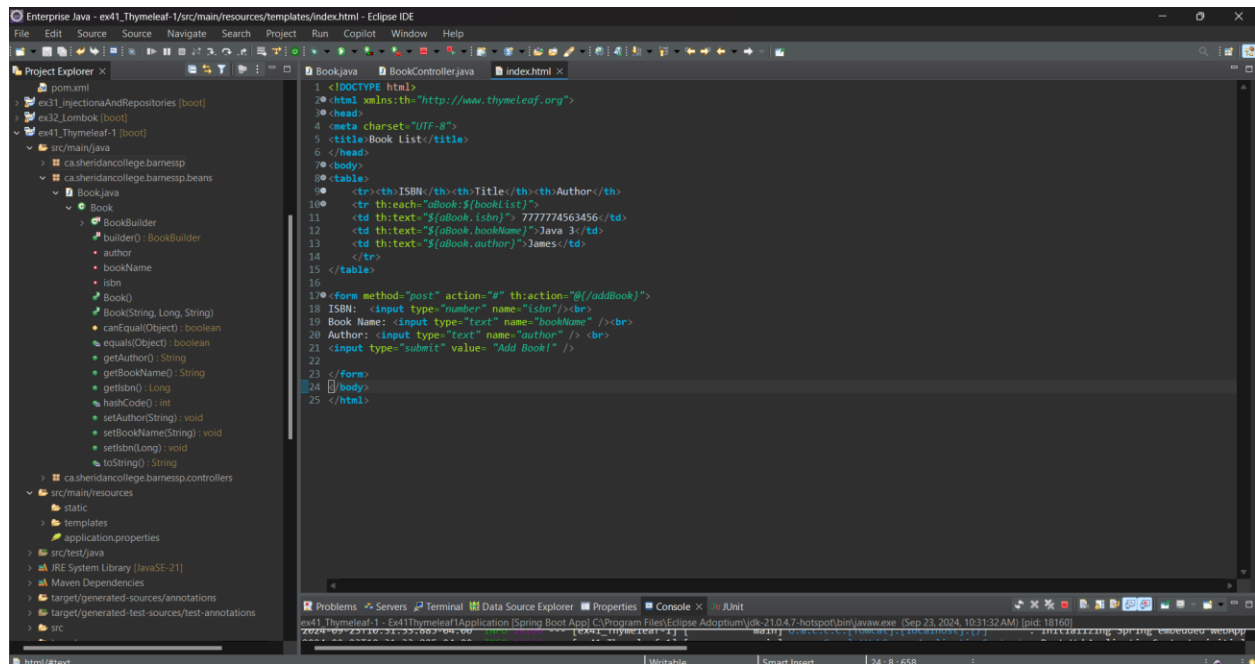 Enterprise Java - ex41_Thymeleaf-1/src/main/resources/templates/index.html - Eclipse IDE
File Edit Source Source Navigate Search Project Run Copilot Window Help
Project Explorer
pom.xml
ex31_injectionaAndRepositories [boot]
ex32_Lombok [boot]
ex41_Thymeleaf-1 [boot]
src/main/java
ca.sheridancollege.barnessp
ca.sheridancollege.barnessp.beans
Book.java
Book
BookBuilder
builder() : BookBuilder
author
bookName
isbn
Book()
Book(String, Long, String)
canEqual(Object) : boolean
equals(Object) : boolean
getAuthor() : String
getBookName() : String
getIsbn() : Long
hashCode() : int
setAuthor(String) : void
setBookName(String) : void
setIsbn(Long) : void
toString() : String
ca.sheridancollege.barnessp.controllers
src/main/resources
static
templates
application.properties
src/test/java
JRE System Library [JavaSE-21]
Maven Dependencies
target/generated-sources/annotations
target/generated-test-sources/test-annotations
src
Book.java BookController.java index.html
1 <!DOCTYPE html>
2 <html xmlns:th="http://www.thymeleaf.org">
3 <head>
4 <meta charset="UTF-8">
5 <title>Book List</title>
6 </head>
7 <body>
8 <table>
9 <tr><th>ISBN</th><th>Title</th><th>Author</th>
10 <tr th:each="aBook:${bookList}">
11 <td th:text="${aBook.isbn}"> 7777774563456</td>
12 <td th:text="${aBook.bookName}">Java 3</td>
13 <td th:text="${aBook.author}">James</td>
14 </tr>
15 </table>
16
17 <form method="post" action="#" th:action="@{/addBook}">
18 ISBN: <input type="number" name="isbn"/><br>
19 Book Name: <input type="text" name="bookName" /><br>
20 Author: <input type="text" name="author" /> <br>
21 <input type="submit" value= "Add Book!" />
22
23 </form>
24 </body>
25 </html>
Problems Servers Terminal Data Source Explorer Properties Console JUnit
ex41_Thymeleaf-1 - Ex41Thymeleaf1Application [Spring Boot App] C:\Program Files\Eclipse Adoptium\jdk-21.0.4.7-hotspot\bin\javaw.exe (Sep 23, 2024, 10:31:32 AM) [pid: 18160]
html/#text Writable Smart Insert 24 : 8 : 658